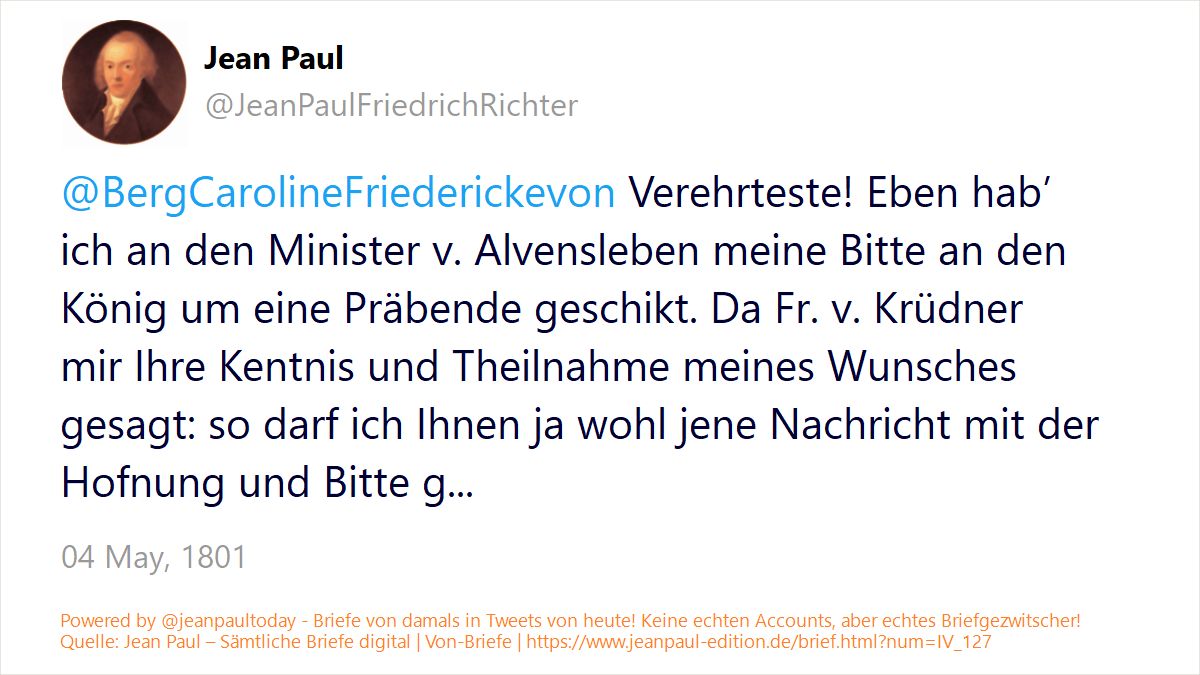 Jean Paul
@JeanPaulFriedrichRichter
@BergCarolineFriederickevon Verehrteste! Eben hab’
ich an den Minister v. Alvensleben meine Bitte an den
König um eine Präbende geschikt. Da Fr. v. Krüdner
mir Ihre Kentnis und Theilnahme meines Wunsches
gesagt: so darf ich Ihnen ja wohl jene Nachricht mit der
Hofnung und Bitte g...
04 May, 1801
Powered by @jeanpaultoday - Briefe von damals in Tweets von heute! Keine echten Accounts, aber echtes Briefgezwitscher!
Quelle: Jean Paul – Sämtliche Briefe digital | Von-Briefe | https://www.jeanpaul-edition.de/brief.html?num=IV_127